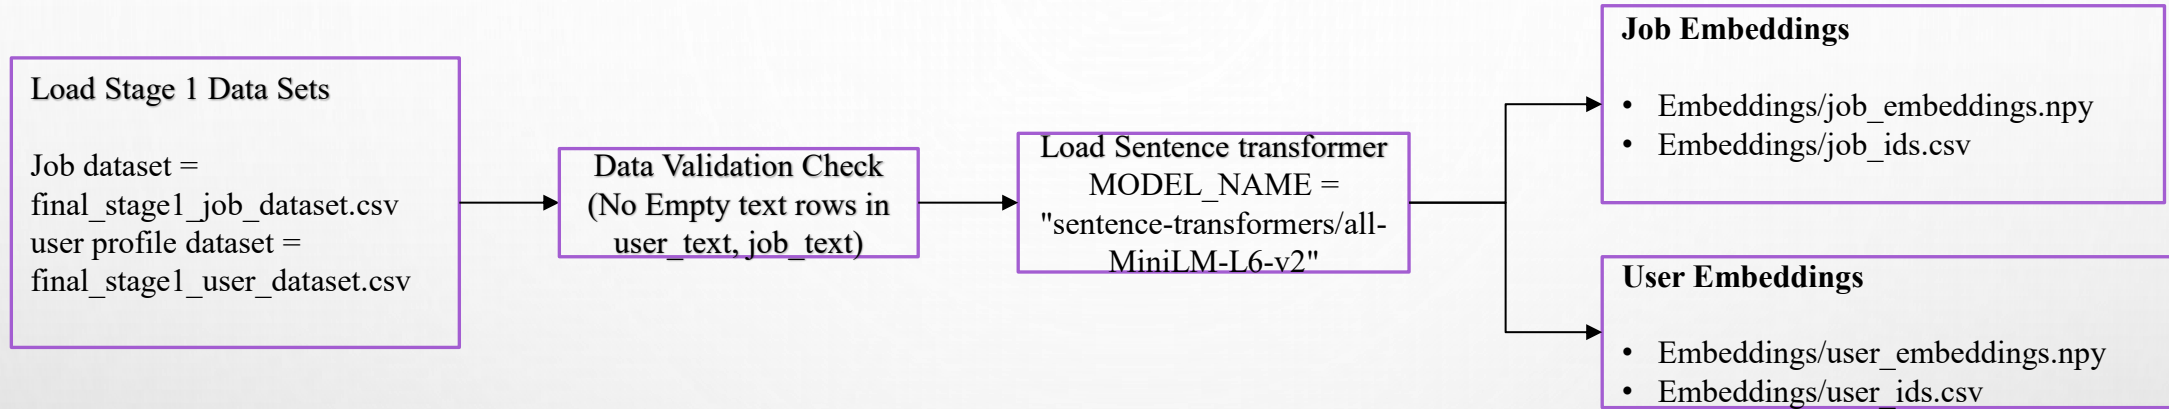 Load Stage 1 Data Sets
Job dataset =
final_stage1_job_dataset.csv
user profile dataset =
final_stage1_user_dataset.csv
Data Validation Check
(No Empty text rows in
user_text, job_text)
Load Sentence transformer
MODEL_NAME =
"sentence-transformers/all-
MiniLM-L6-v2"
Job Embeddings
• Embeddings/job_embeddings.npy
• Embeddings/job_ids.csv
User Embeddings
• Embeddings/user_embeddings.npy
• Embeddings/user_ids.csv